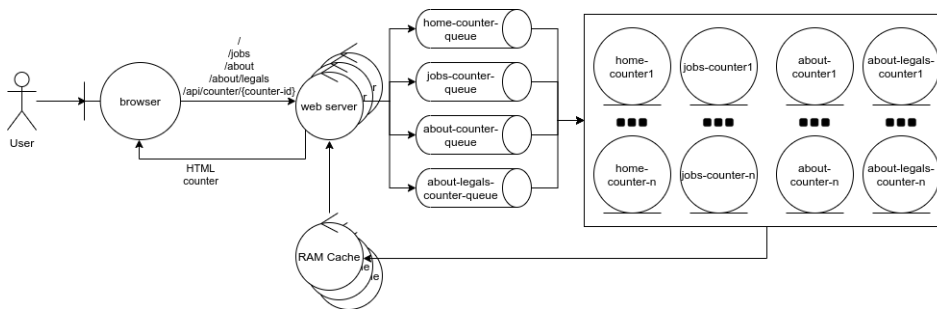 User
browser
/
/jobs
/about
/about/legals
/api/counter/{counter-id}
HTML
counter
web server
RAM Cache
home-counter-
queue
jobs-counter-
queue
about-counter-
queue
about-legals-
counter-queue
home-
counter1
jobs-counter1
about-
counter1
about-legals-
counter1
home-
counter-n
jobs-counter-n
about-
counter-n
about-legals-
counter-n